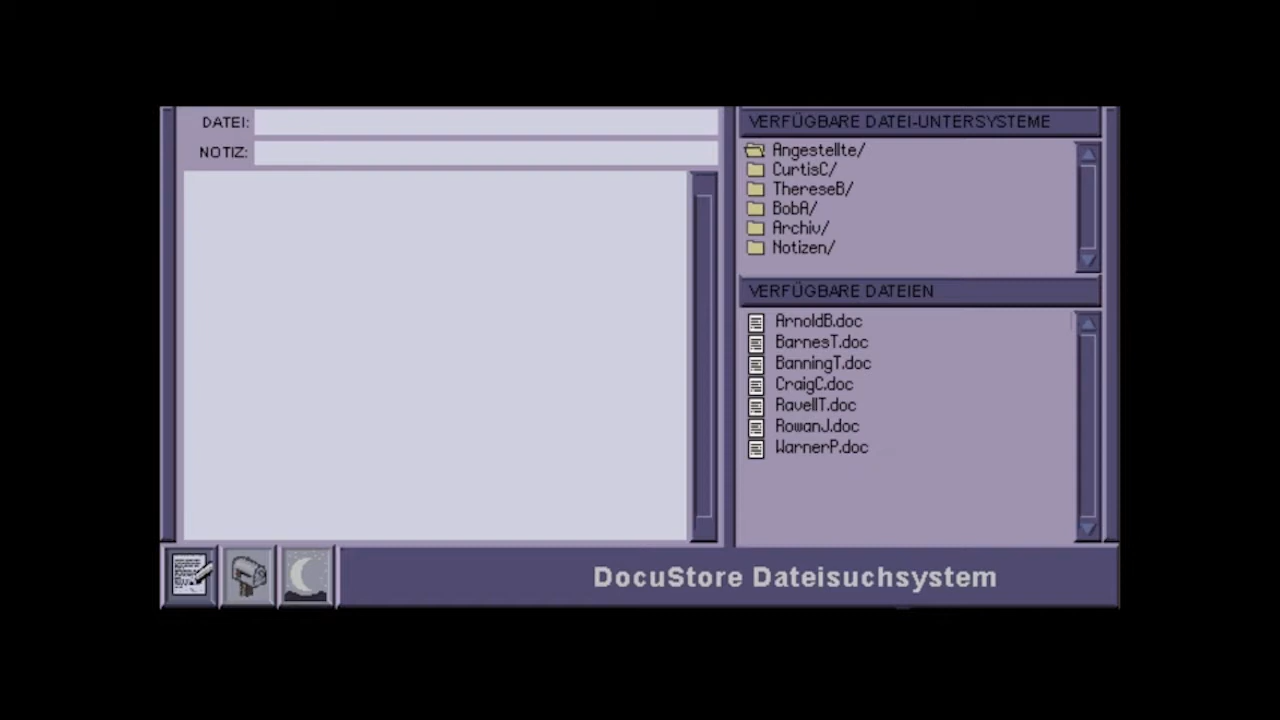 DATEI:
NOTIZ:
VERFÜGBARE DATEI-UNTERSYSTEME
Angestellte/
CurtisC/
ThereseB/
BobA/
Archiv/
Notizen/
VERFÜGBARE DATEIEN
ArnoldB.doc
BarnesT.doc
BanningT.doc
CraigC.doc
RavellT.doc
RowanJ.doc
WarnerP.doc
DocuStore Dateisuchsystem